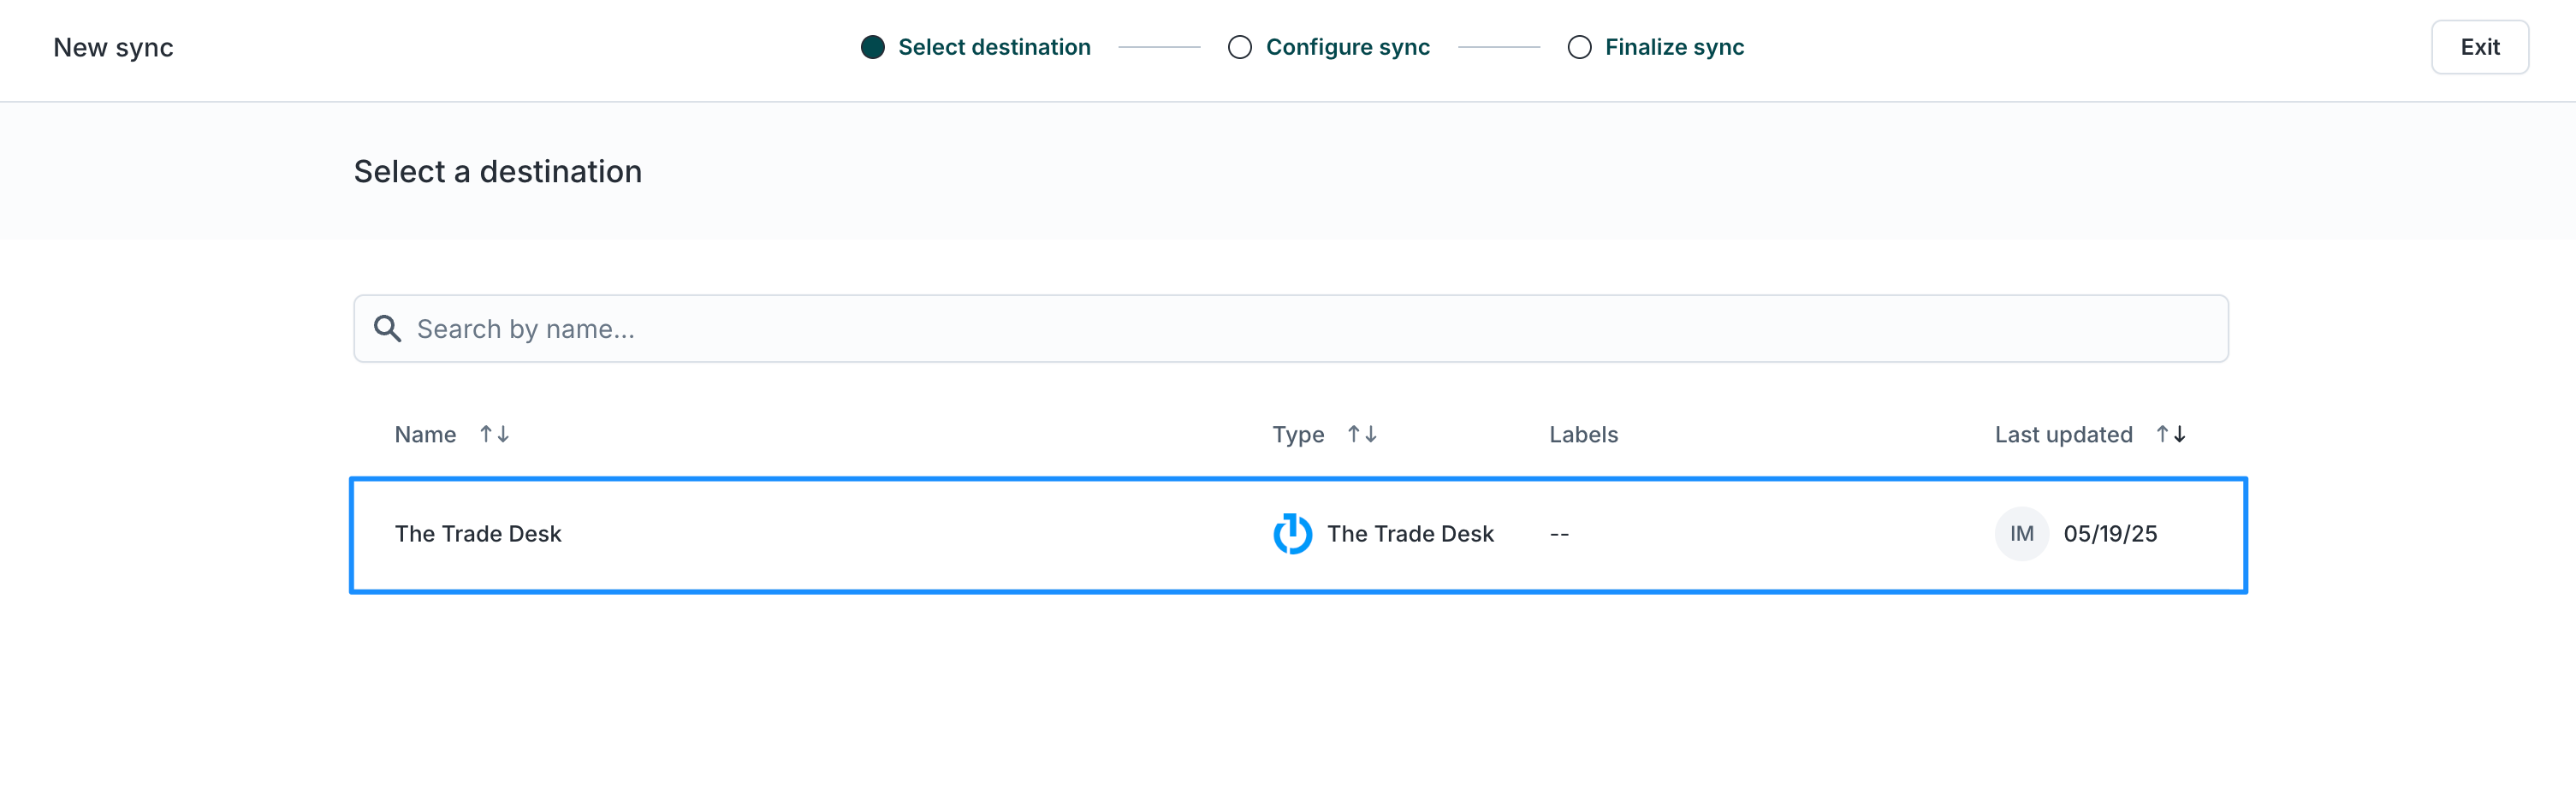 New sync
Select destination
Configure sync
Finalize sync
Exit
Select a destination
Search by name...
Name Type Labels Last updated
The Trade Desk The Trade Desk -- IM 05/19/25